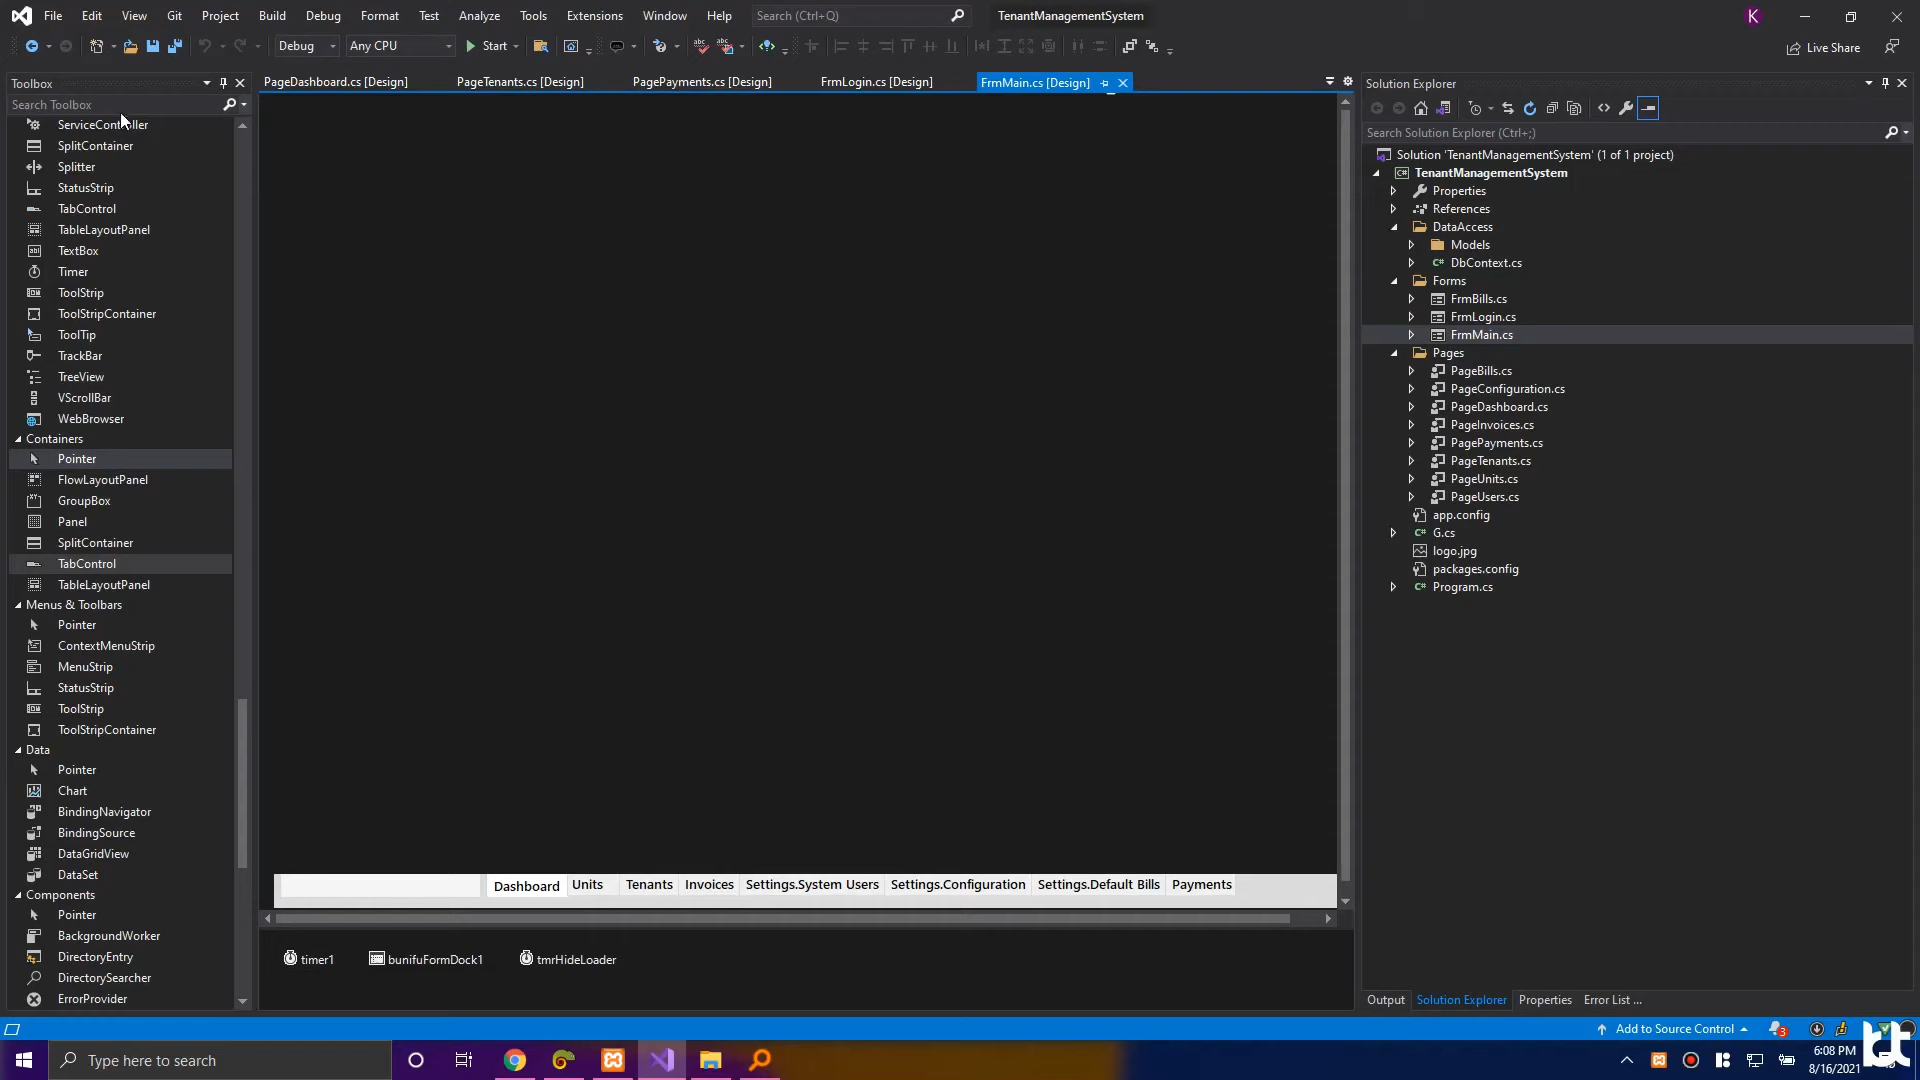 File Edit View Git Project Build Debug Format Test Analyze Tools Extensions Window Help Search (Ctrl+Q) TenantManagementSystem K
Debug Any CPU Start Live Share
Toolbox
Search Toolbox
ServiceController
SplitContainer
Splitter
StatusStrip
TabControl
TableLayoutPanel
TextBox
Timer
ToolStrip
ToolStripContainer
ToolTip
TrackBar
TreeView
VScrollBar
WebBrowser
Containers
Pointer
FlowLayoutPanel
GroupBox
Panel
SplitContainer
TabControl
TableLayoutPanel
Menus & Toolbars
Pointer
ContextMenuStrip
MenuStrip
StatusStrip
ToolStrip
ToolStripContainer
Data
Pointer
Chart
BindingNavigator
BindingSource
DataGridView
DataSet
Components
Pointer
BackgroundWorker
DirectoryEntry
DirectorySearcher
ErrorProvider
PageDashboard.cs [Design] PageTenants.cs [Design] PagePayments.cs [Design] FrmLogin.cs [Design] FrmMain.cs [Design]
Dashboard Units Tenants Invoices Settings.System Users Settings.Configuration Settings.Default Bills Payments
timer1 bunifuFormDock1 tmrHideLoader
Solution Explorer
Search Solution Explorer (Ctrl+;)
Solution 'TenantManagementSystem' (1 of 1 project)
TenantManagementSystem
Properties
References
DataAccess
Models
DbContext.cs
Forms
FrmBills.cs
FrmLogin.cs
FrmMain.cs
Pages
PageBills.cs
PageConfiguration.cs
PageDashboard.cs
PageInvoices.cs
PagePayments.cs
PageTenants.cs
PageUnits.cs
PageUsers.cs
app.config
G.cs
logo.jpg
packages.config
Program.cs
Output Solution Explorer Properties Error List ...
Add to Source Control 3
Type here to search
6:08 PM
8/16/2021